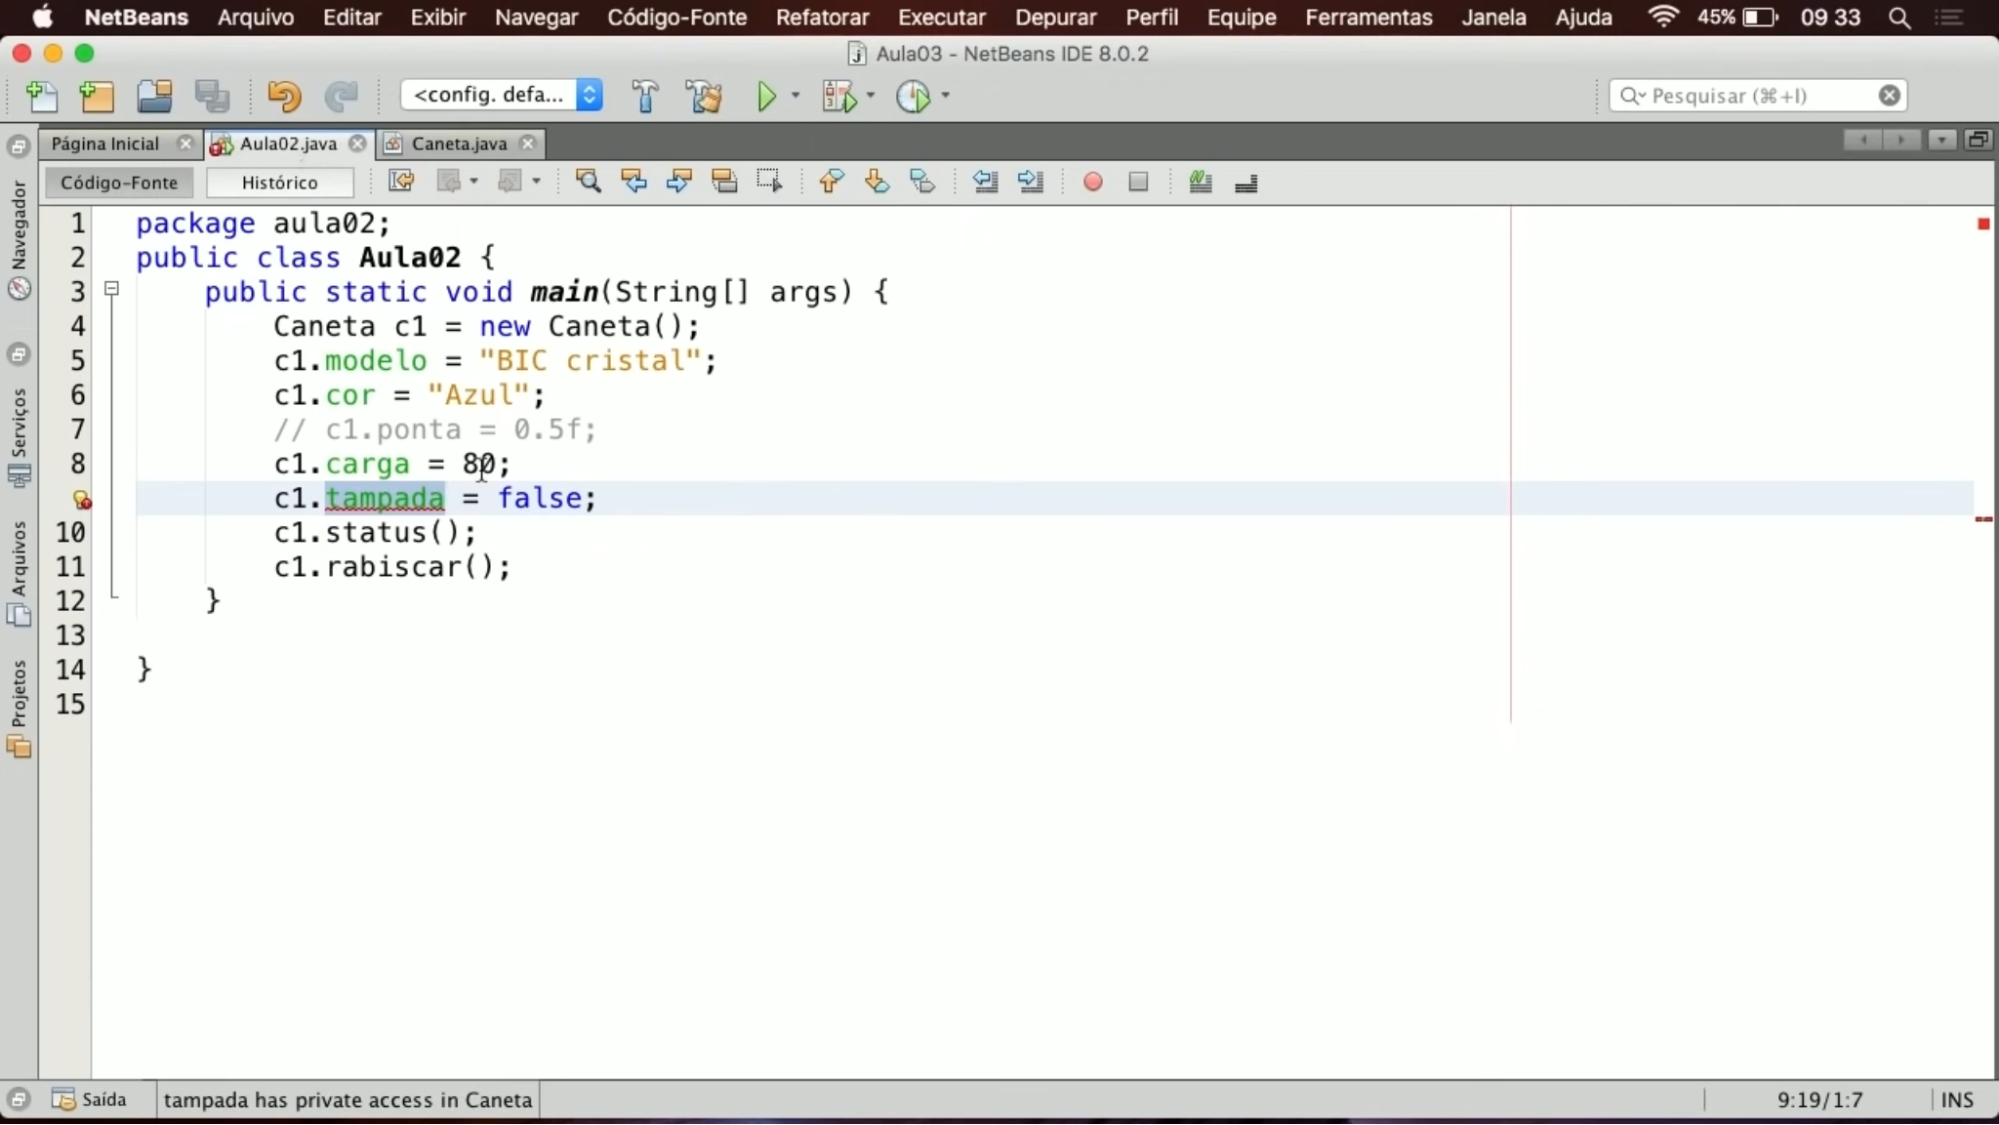 NetBeans Arquivo Editar Exibir Navegar Código-Fonte Refatorar Executar Depurar Perfil Equipe Ferramentas Janela Ajuda 45% 09 33
Aula03 - NetBeans IDE 8.0.2
<config. defa... Pesquisar (⌘+I)
Página Inicial Aula02.java Caneta.java
Código-Fonte Histórico
Navegador
Serviços
Arquivos
Projetos
1 package aula02;
2 public class Aula02 {
3 public static void main(String[] args) {
4 Caneta c1 = new Caneta();
5 c1.modelo = "BIC cristal";
6 c1.cor = "Azul";
7 // c1.ponta = 0.5f;
8 c1.carga = 80;
c1.tampada = false;
10 c1.status();
11 c1.rabiscar();
12 }
13
14 }
15
Saída tampada has private access in Caneta 9:19/1:7 INS